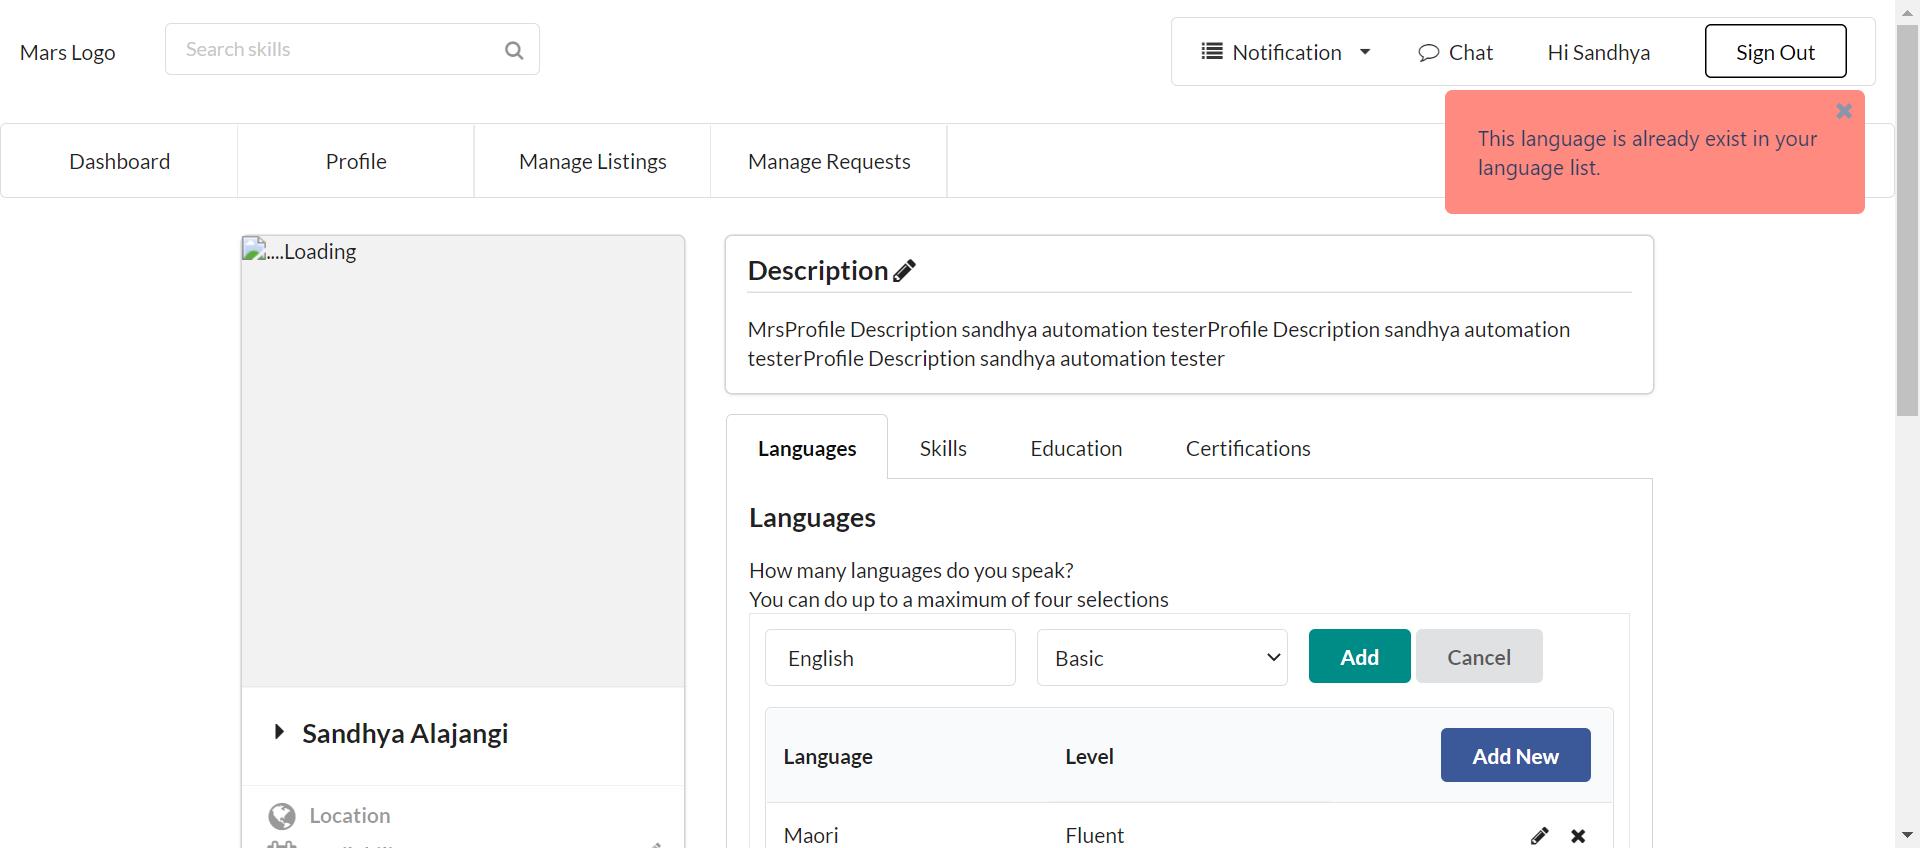 Mars Logo
Search skills
Notification
Chat
Hi Sandhya
Sign Out
This language is already exist in your
language list.
Dashboard
Profile
Manage Listings
Manage Requests
....Loading
Description
MrsProfile Description sandhya automation testerProfile Description sandhya automation
testerProfile Description sandhya automation tester
Languages
Skills
Education
Certifications
Languages
How many languages do you speak?
You can do up to a maximum of four selections
English
Basic
Add
Cancel
Language
Level
Add New
Maori
Fluent
Sandhya Alajangi
Location